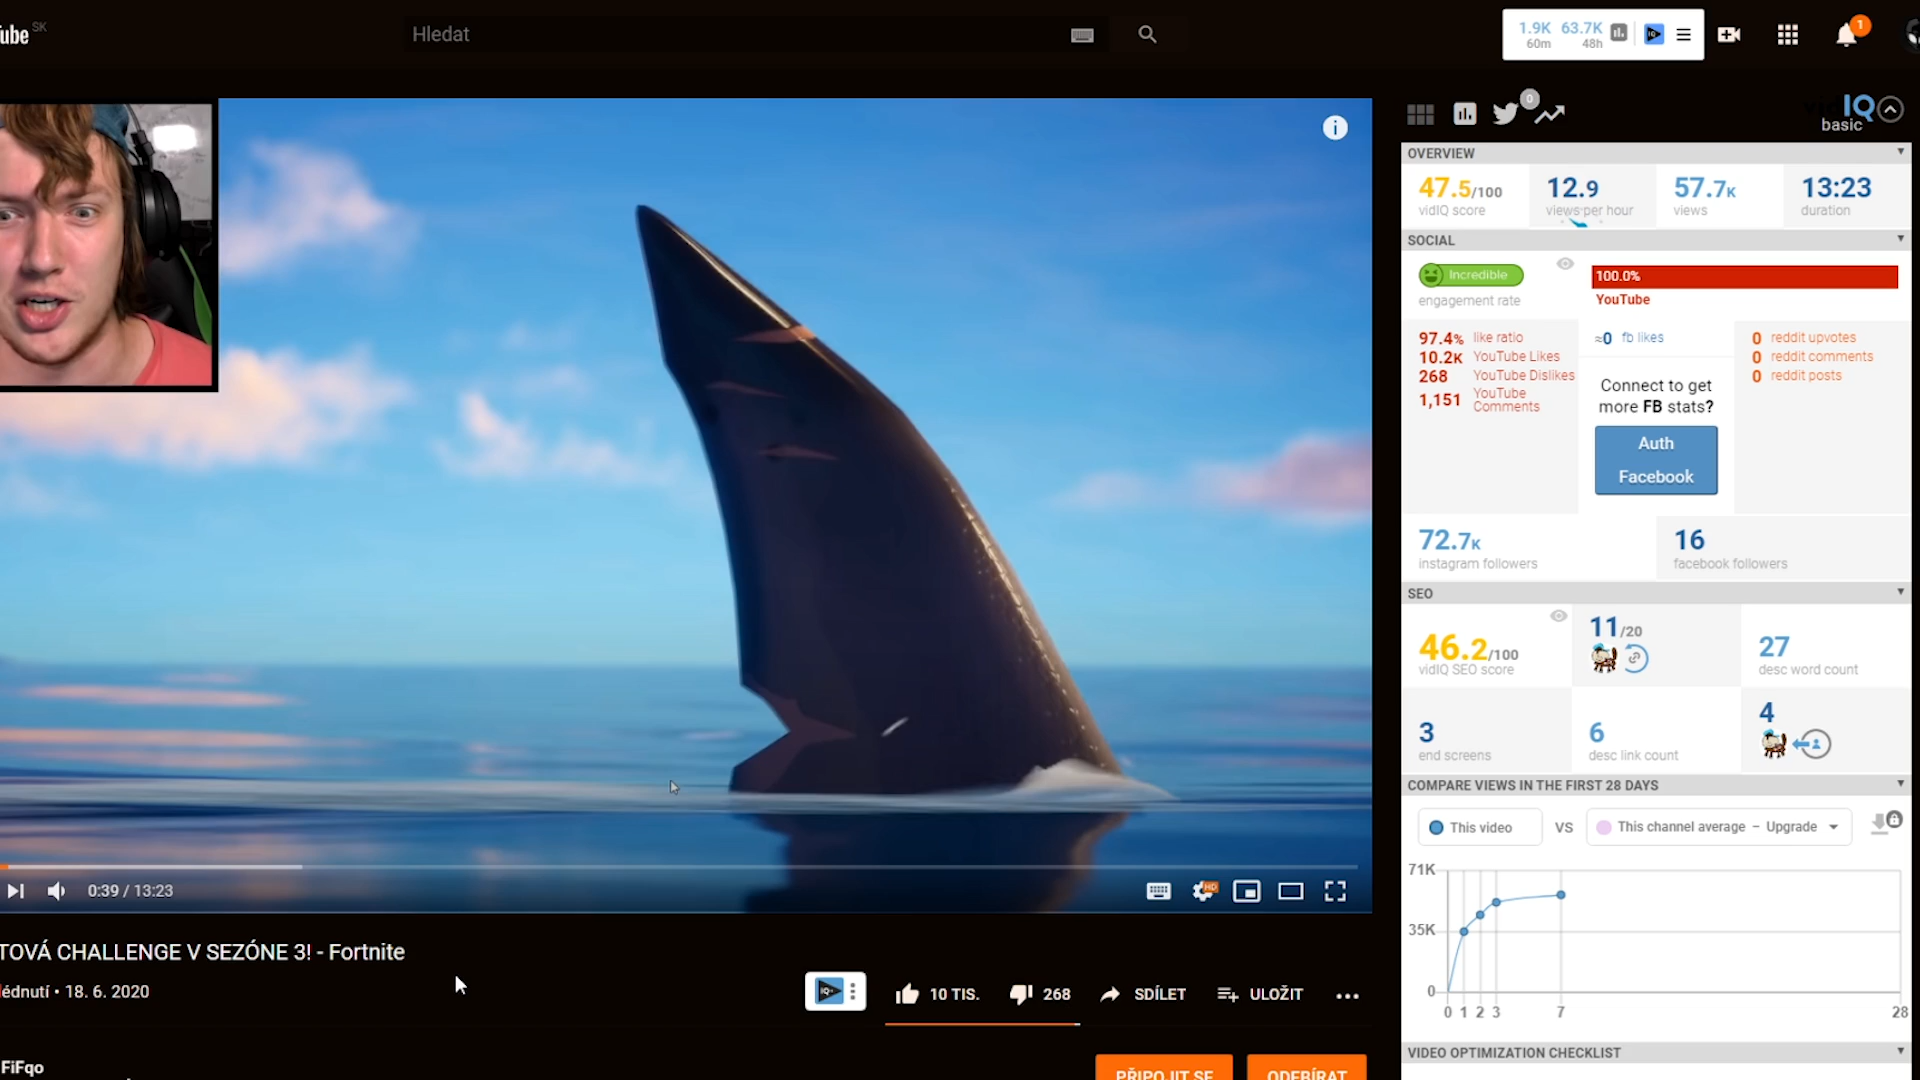 ube SK
Hledat
1.9K 63.7K
60m 48h
1
0
vidIQ
basic
OVERVIEW
47.5/100 12.9 57.7K 13:23
vidIQ score views per hour views duration
SOCIAL
Incredible
engagement rate
100.0%
YouTube
97.4% like ratio
10.2K YouTube Likes
268 YouTube Dislikes
1,151 YouTube
Comments
≈0 fb likes
Connect to get
more FB stats?
Auth
Facebook
0 reddit upvotes
0 reddit comments
0 reddit posts
72.7K 16
instagram followers facebook followers
SEO
46.2/100 11/20 27
vidIQ SEO score desc word count
3 6 4
end screens desc link count
COMPARE VIEWS IN THE FIRST 28 DAYS
This video VS This channel average - Upgrade
71K
35K
0
0 1 2 3 7 28
VIDEO OPTIMIZATION CHECKLIST
0:39 / 13:23
HD
TOVÁ CHALLENGE V SEZÓNE 3! - Fortnite
lédnutí • 18. 6. 2020
IQ 10 TIS. 268 SDÍLET ULOŽIT
FiFqo
PŘIPOJIT SE ODEBÍRAT